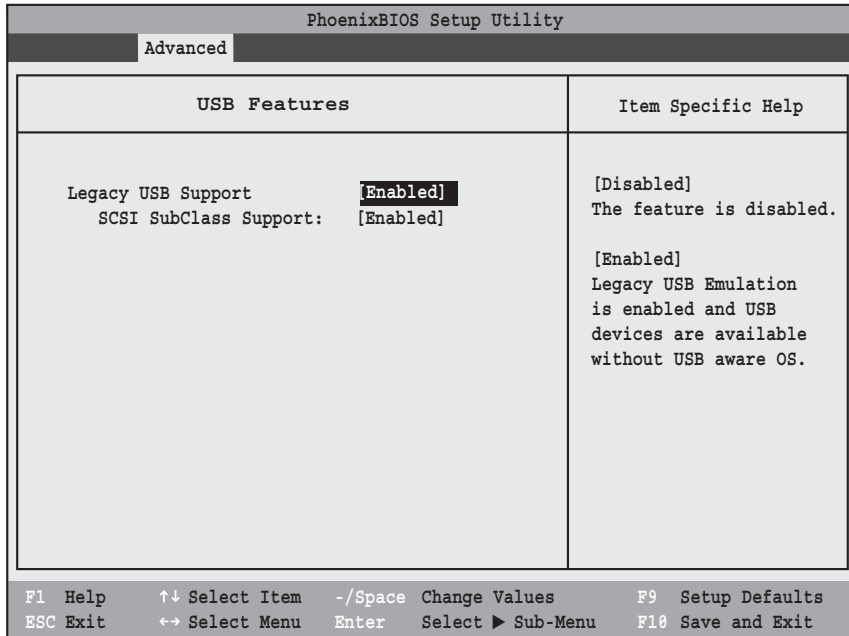 PhoenixBIOS Setup Utility
Advanced
USB Features
Legacy USB Support [Enabled]
SCSI SubClass Support: [Enabled]
Item Specific Help
[Disabled]
The feature is disabled.
[Enabled]
Legacy USB Emulation
is enabled and USB
devices are available
without USB aware OS.
F1 Help ↑↓ Select Item -/Space Change Values F9 Setup Defaults
ESC Exit ←→ Select Menu Enter Select ▶ Sub-Menu F10 Save and Exit